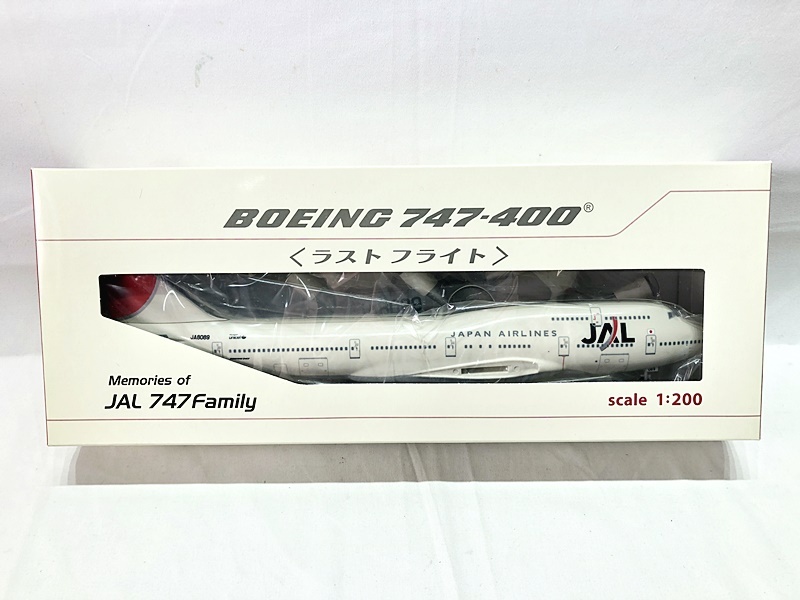 BOEING 747-400®
〈ラストフライト〉
JAPAN AIRLINES
JAL
JA8089
Memories of
JAL 747Family
scale 1:200